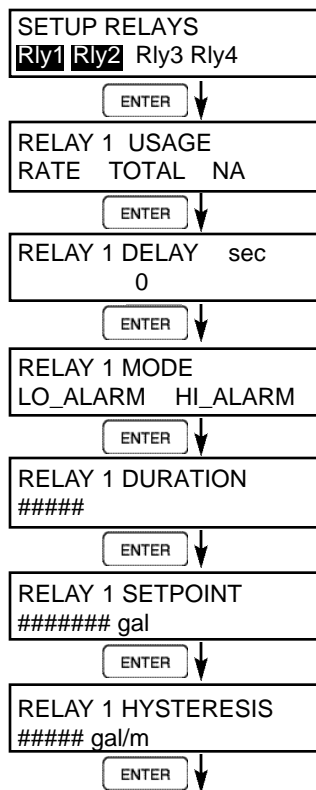 SETUP RELAYS
Rly1 Rly2 Rly3 Rly4
ENTER
RELAY 1 USAGE
RATE TOTAL NA
ENTER
RELAY 1 DELAY sec
0
ENTER
RELAY 1 MODE
LO_ALARM HI_ALARM
ENTER
RELAY 1 DURATION
#####
ENTER
RELAY 1 SETPOINT
####### gal
ENTER
RELAY 1 HYSTERESIS
##### gal/m
ENTER